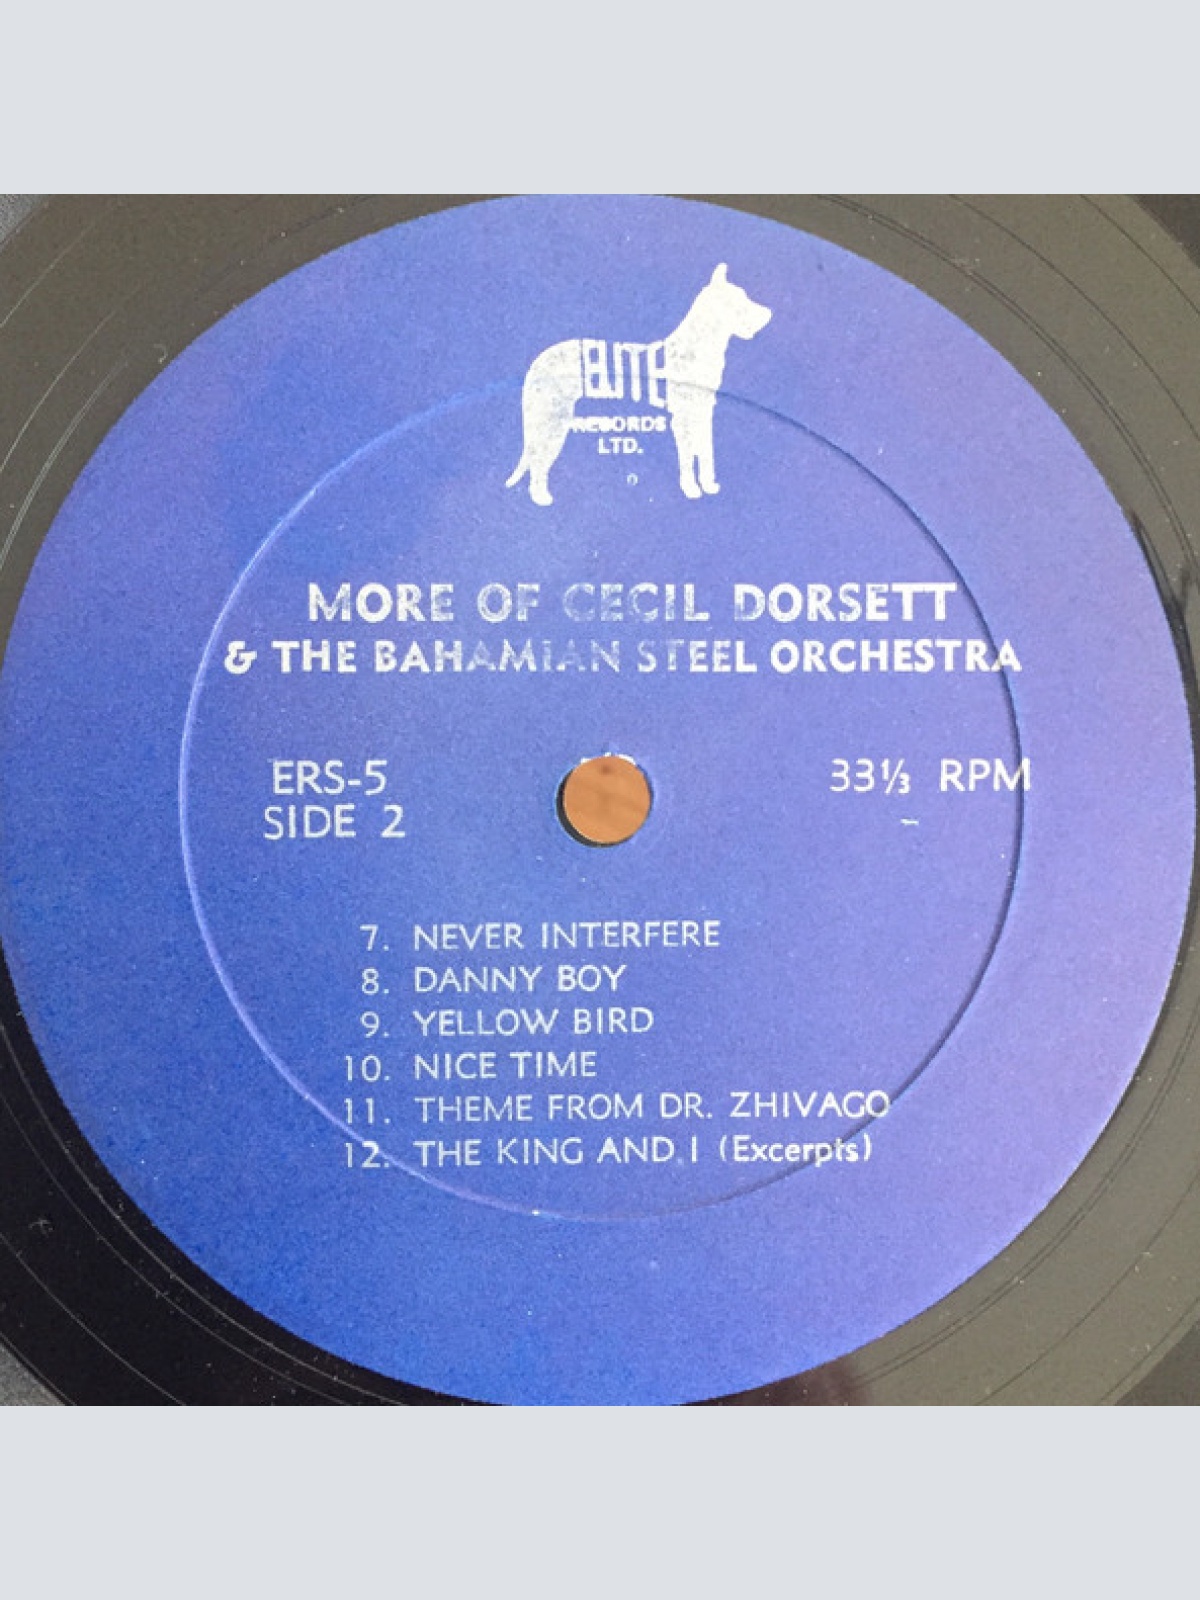 ELITE
RECORDS
LTD.
MORE OF CECIL DORSETT
& THE BAHAMIAN STEEL ORCHESTRA
ERS-5
SIDE 2
33⅓ RPM
7. NEVER INTERFERE
8. DANNY BOY
9. YELLOW BIRD
10. NICE TIME
11. THEME FROM DR. ZHIVAGO
12. THE KING AND I (Excerpts)